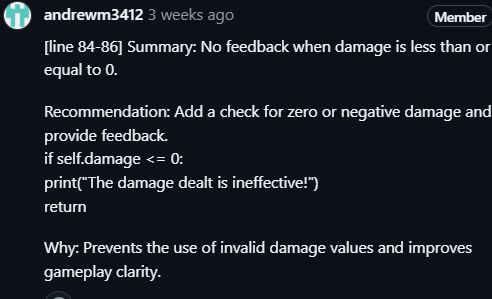 andrewm3412 3 weeks ago
Member
[line 84-86] Summary: No feedback when damage is less than or
equal to 0.
Recommendation: Add a check for zero or negative damage and
provide feedback.
if self.damage <= 0:
print("The damage dealt is ineffective!")
return
Why: Prevents the use of invalid damage values and improves
gameplay clarity.